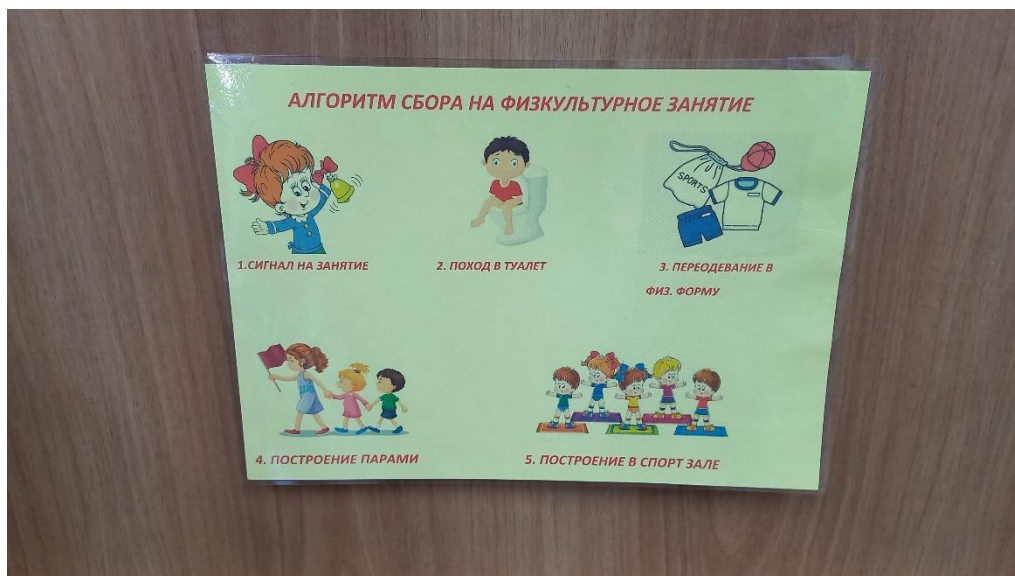 АЛГОРИТМ СБОРА НА ФИЗКУЛЬТУРНОЕ ЗАНЯТИЕ
SPORTS
1.СИГНАЛ НА ЗАНЯТИЕ
2. ПОХОД В ТУАЛЕТ
3. ПЕРЕОДЕВАНИЕ В
ФИЗ. ФОРМУ
4. ПОСТРОЕНИЕ ПАРАМИ
5. ПОСТРОЕНИЕ В СПОРТ ЗАЛЕ